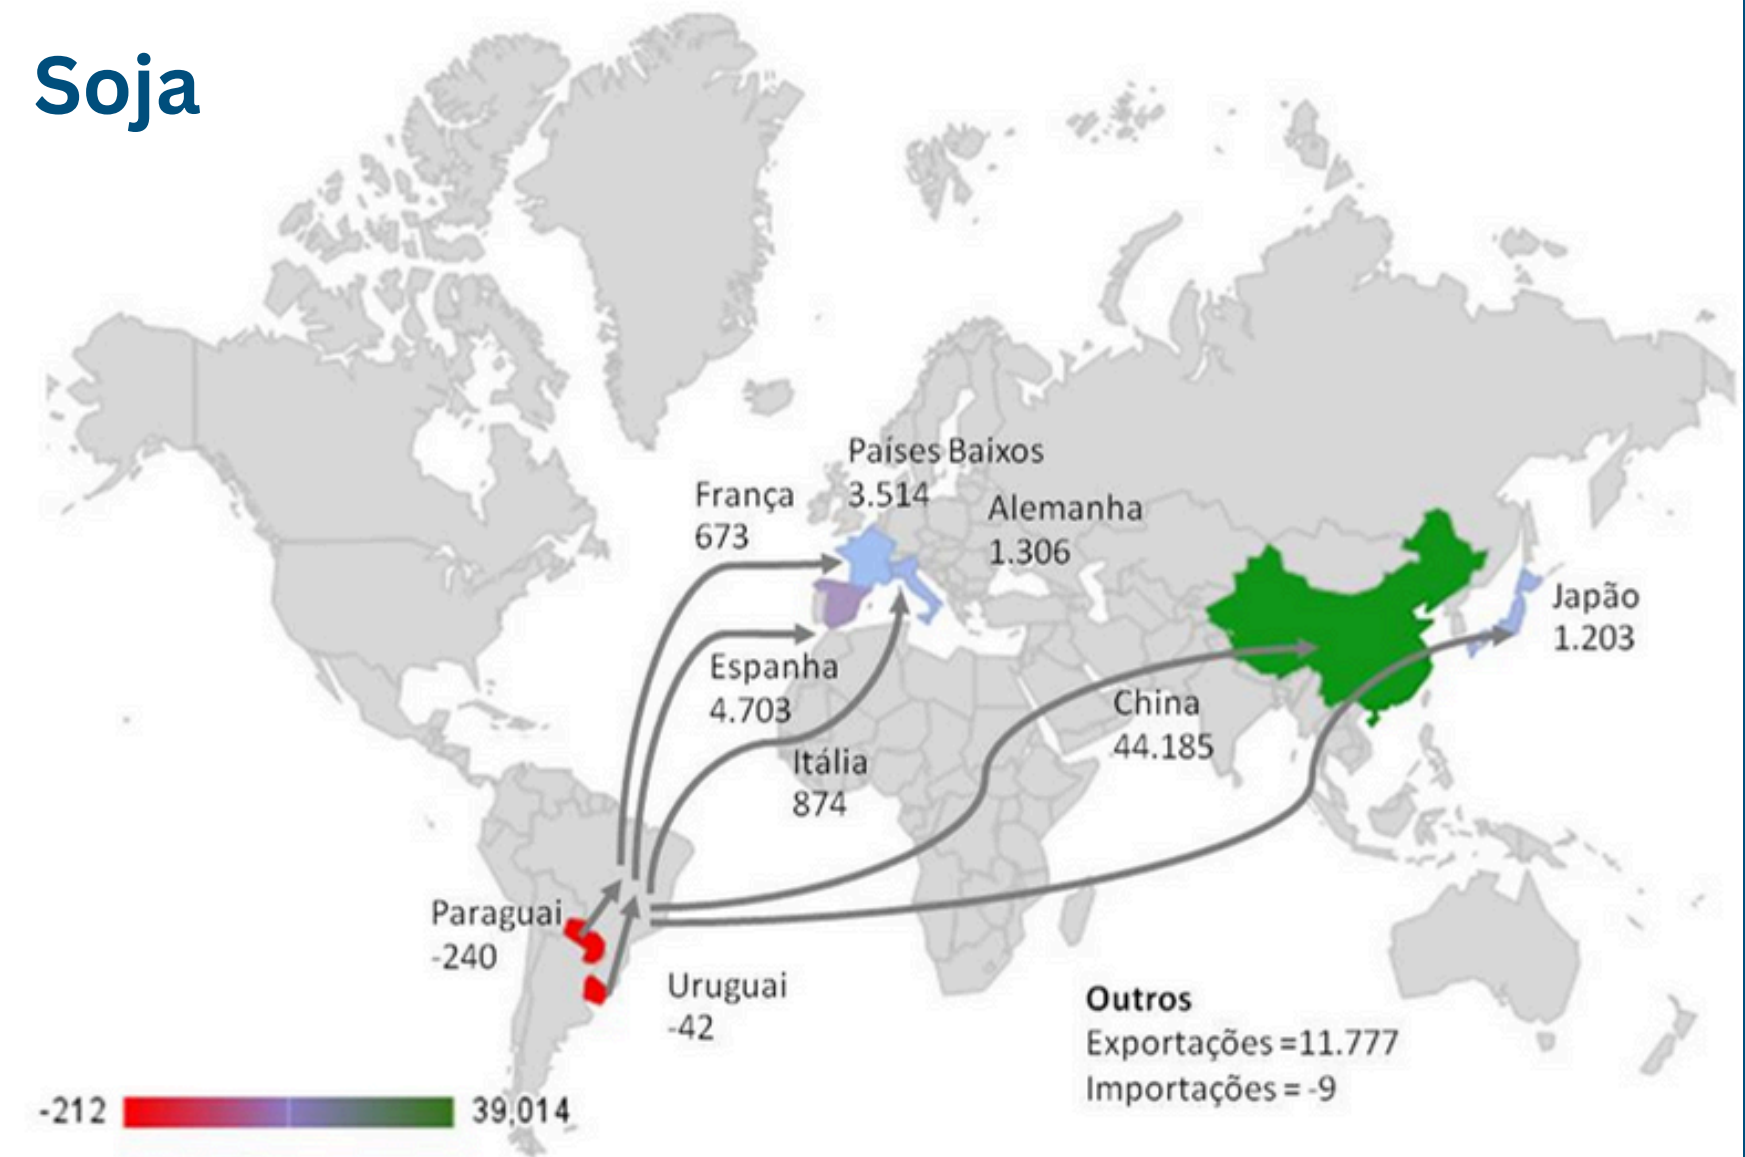 Soja
Países Baixos
3.514
França
673
Alemanha
1.306
Japão
1.203
Espanha
4.703
China
44.185
Itália
874
Paraguai
-240
Uruguai
-42
Outros
Exportações =11.777
Importações = -9
-212
39,014